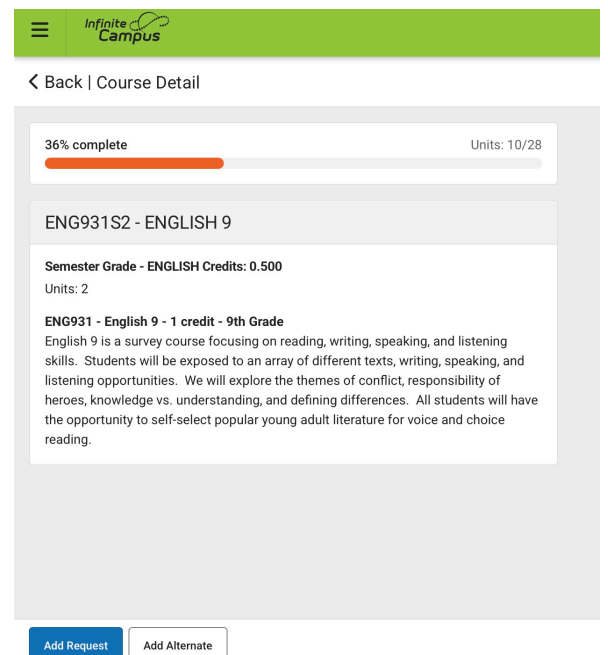 Infinite
Campus
Back | Course Detail
36% complete Units: 10/28
ENG931S2 - ENGLISH 9
Semester Grade - ENGLISH Credits: 0.500
Units: 2
ENG931 - English 9 - 1 credit - 9th Grade
English 9 is a survey course focusing on reading, writing, speaking, and listening
skills.  Students will be exposed to an array of different texts, writing, speaking, and
listening opportunities.  We will explore the themes of conflict, responsibility of
heroes, knowledge vs. understanding, and defining differences.  All students will have
the opportunity to self-select popular young adult literature for voice and choice
reading.
Add Request Add Alternate